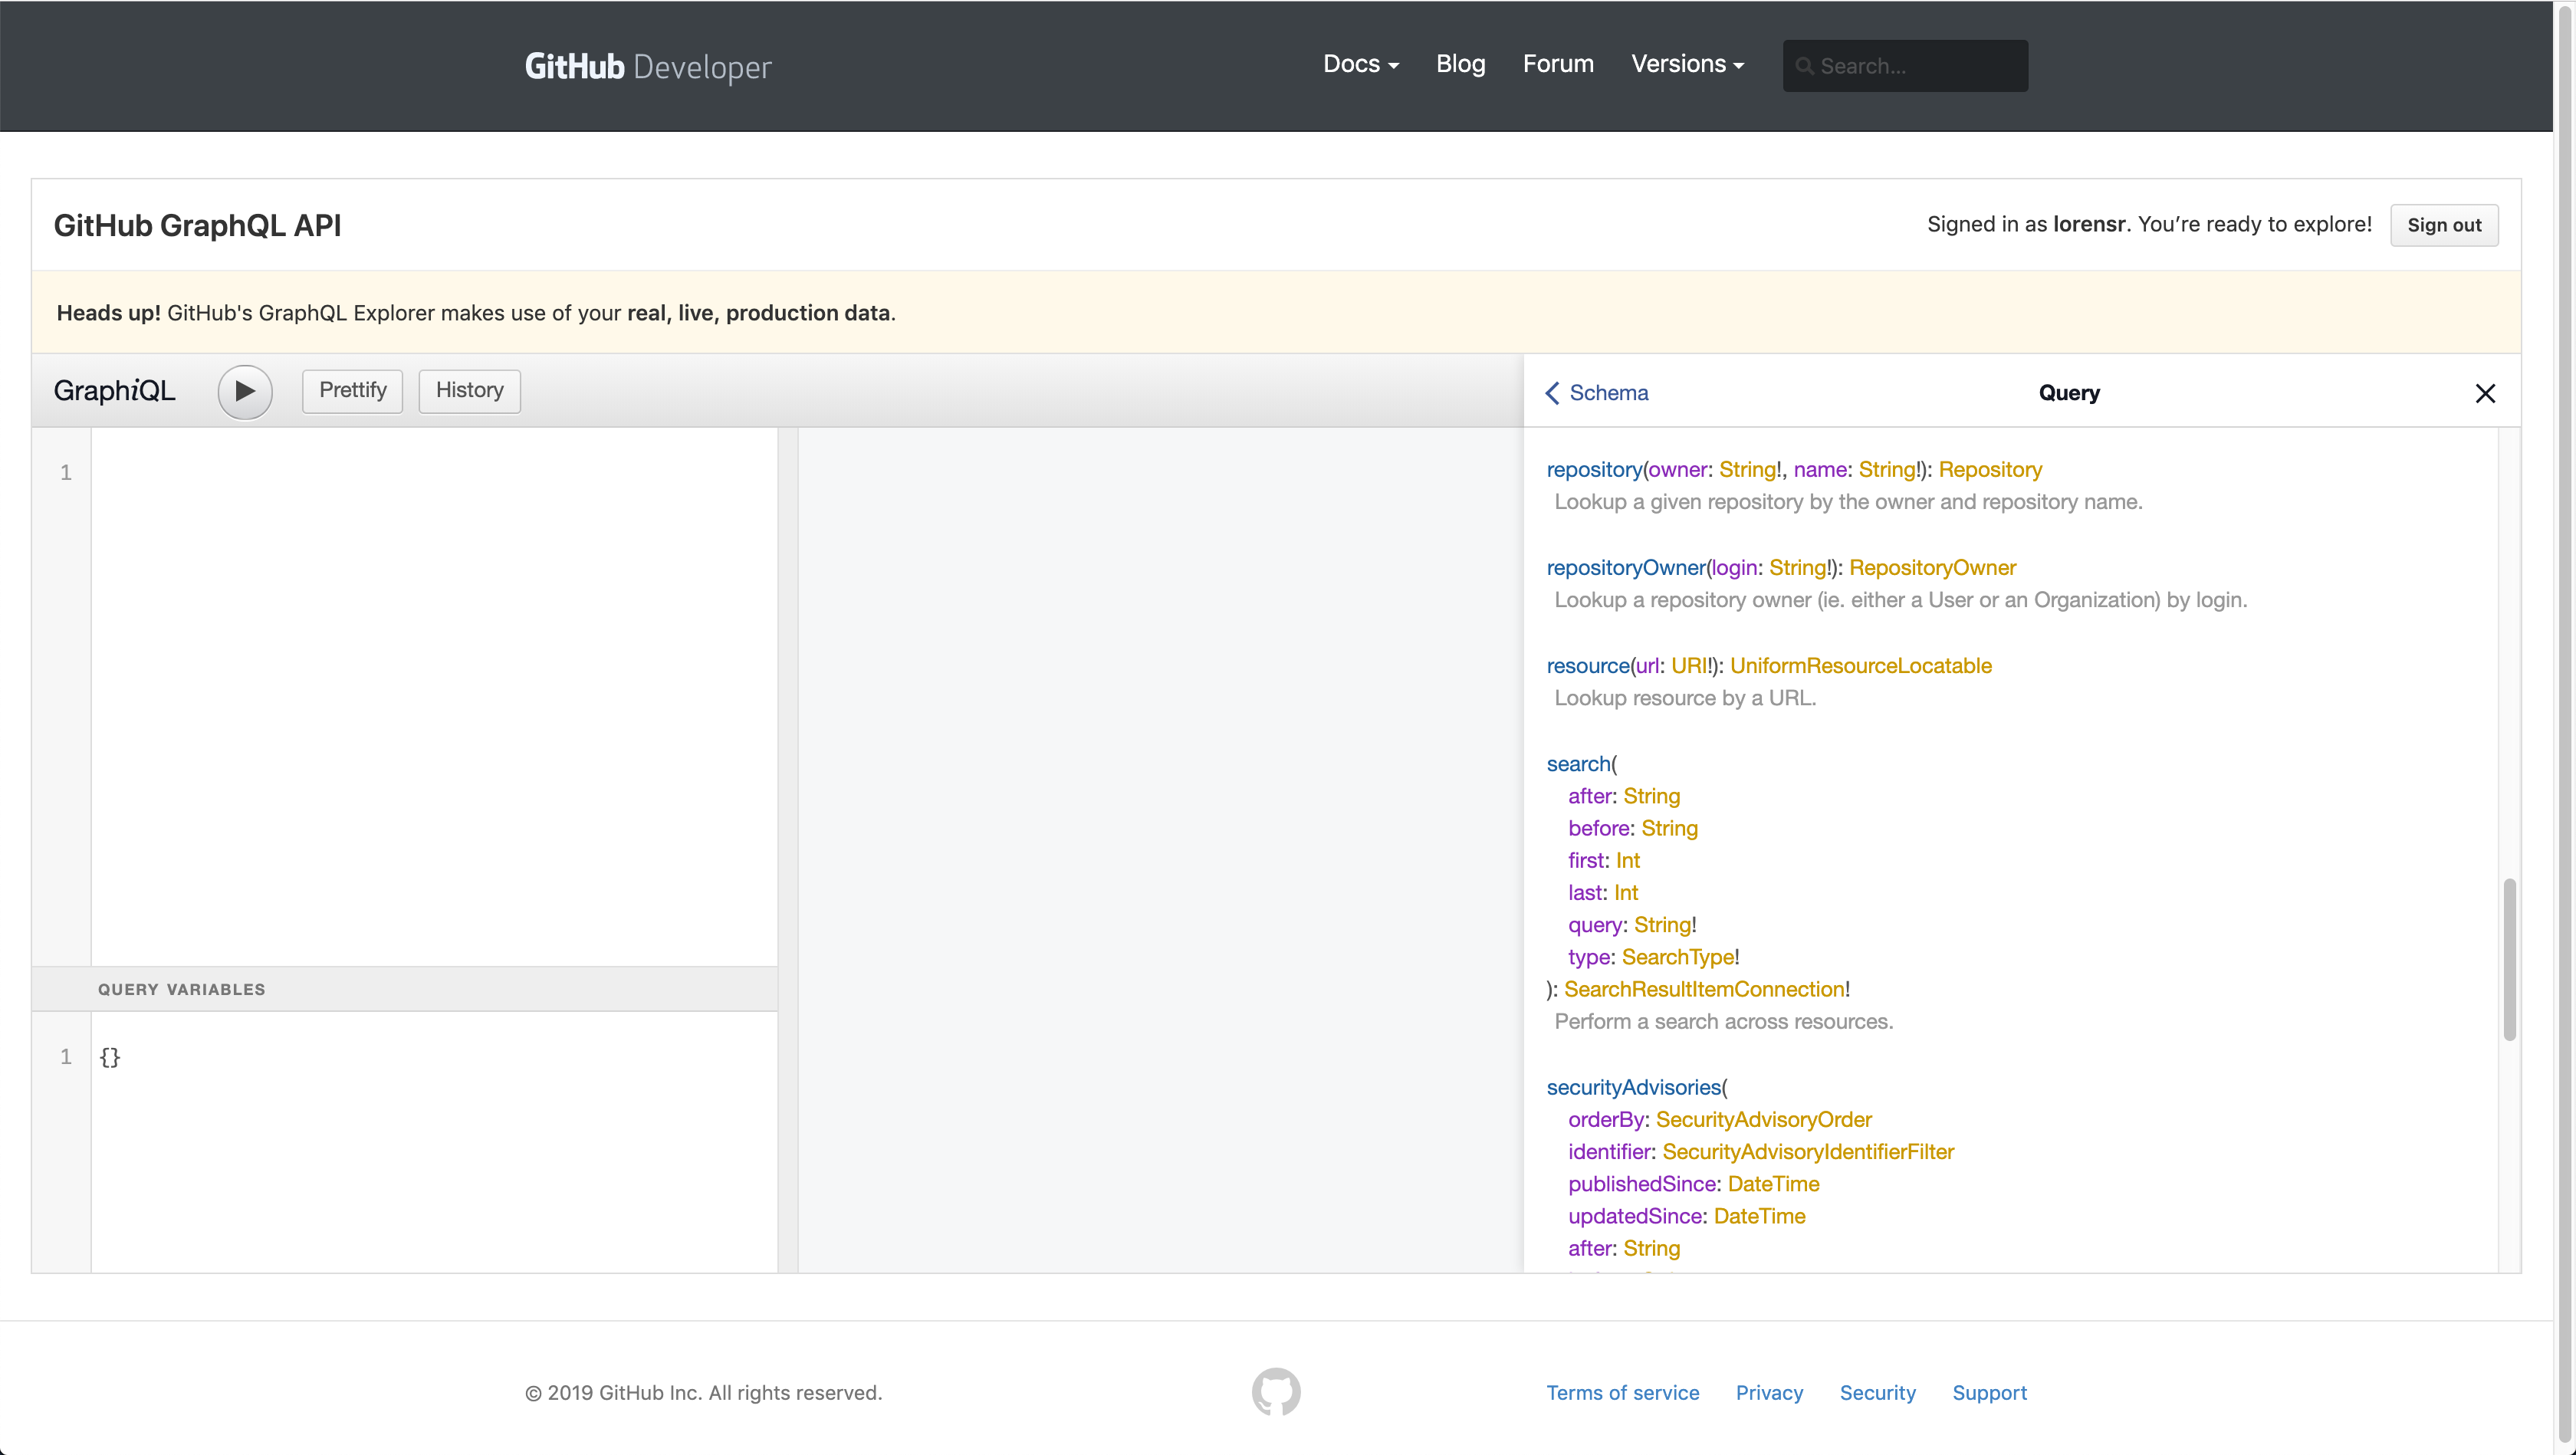 GitHub Developer
Docs Blog Forum Versions Search...
GitHub GraphQL API
Signed in as lorensr. You’re ready to explore! Sign out
Heads up! GitHub's GraphQL Explorer makes use of your real, live, production data.
GraphiQL Prettify History
Schema Query
1
QUERY VARIABLES
1 {}
repository(owner: String!, name: String!): Repository
Lookup a given repository by the owner and repository name.
repositoryOwner(login: String!): RepositoryOwner
Lookup a repository owner (ie. either a User or an Organization) by login.
resource(url: URI!): UniformResourceLocatable
Lookup resource by a URL.
search(
after: String
before: String
first: Int
last: Int
query: String!
type: SearchType!
): SearchResultItemConnection!
Perform a search across resources.
securityAdvisories(
orderBy: SecurityAdvisoryOrder
identifier: SecurityAdvisoryIdentifierFilter
publishedSince: DateTime
updatedSince: DateTime
after: String
© 2019 GitHub Inc. All rights reserved.
Terms of service Privacy Security Support